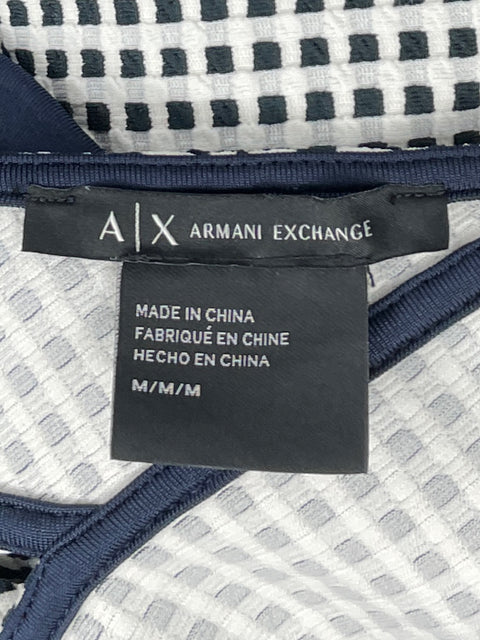 A|X ARMANI EXCHANGE
MADE IN CHINA
FABRIQUÉ EN CHINE
HECHO EN CHINA
M/M/M